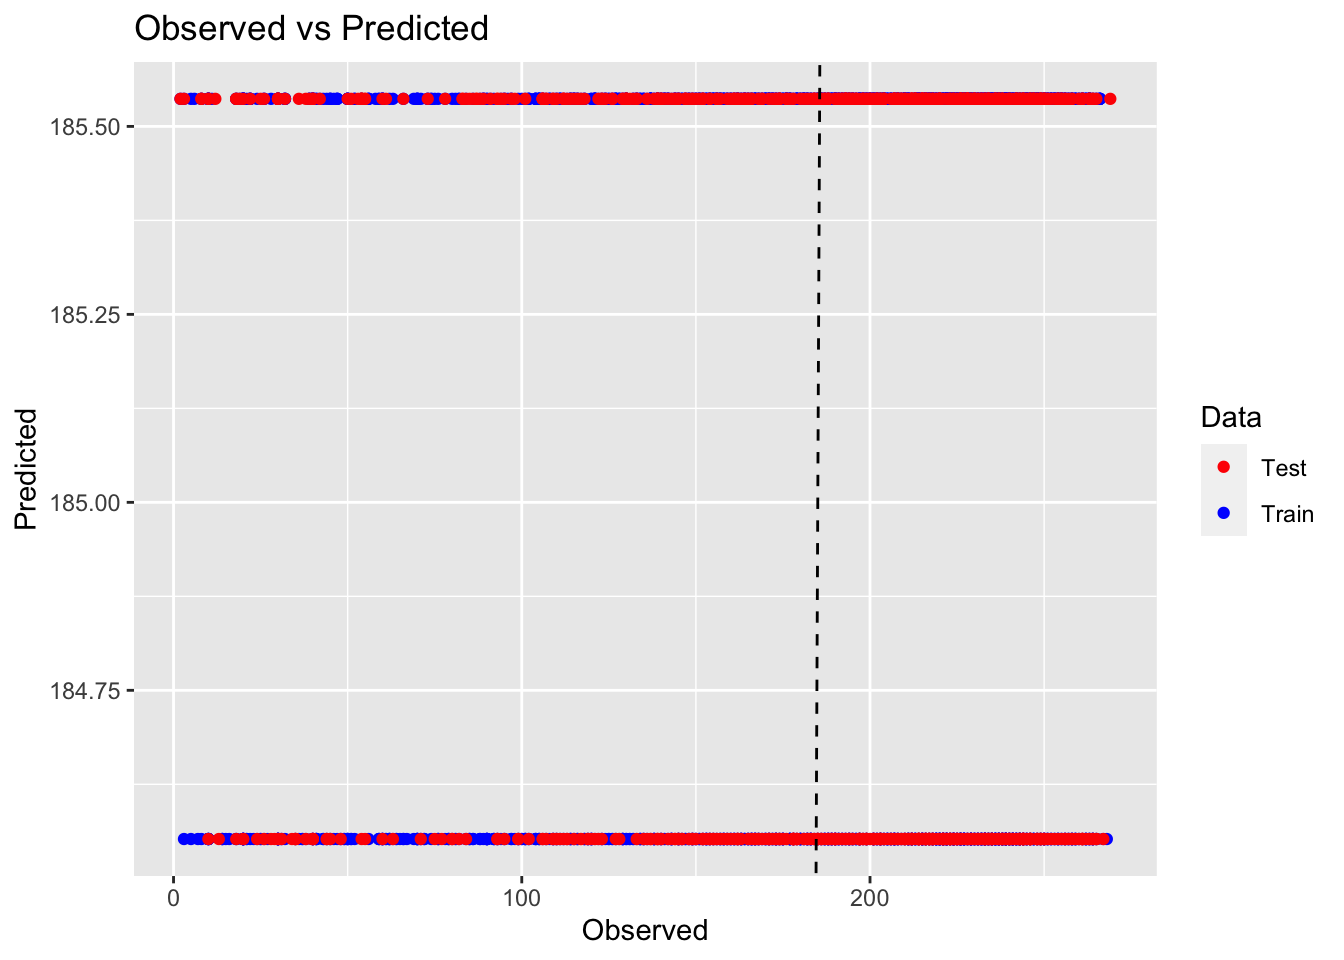 Observed vs Predicted
185.50
185.25
185.00
184.75
Predicted
0 100 200
Observed
Data
Test
Train